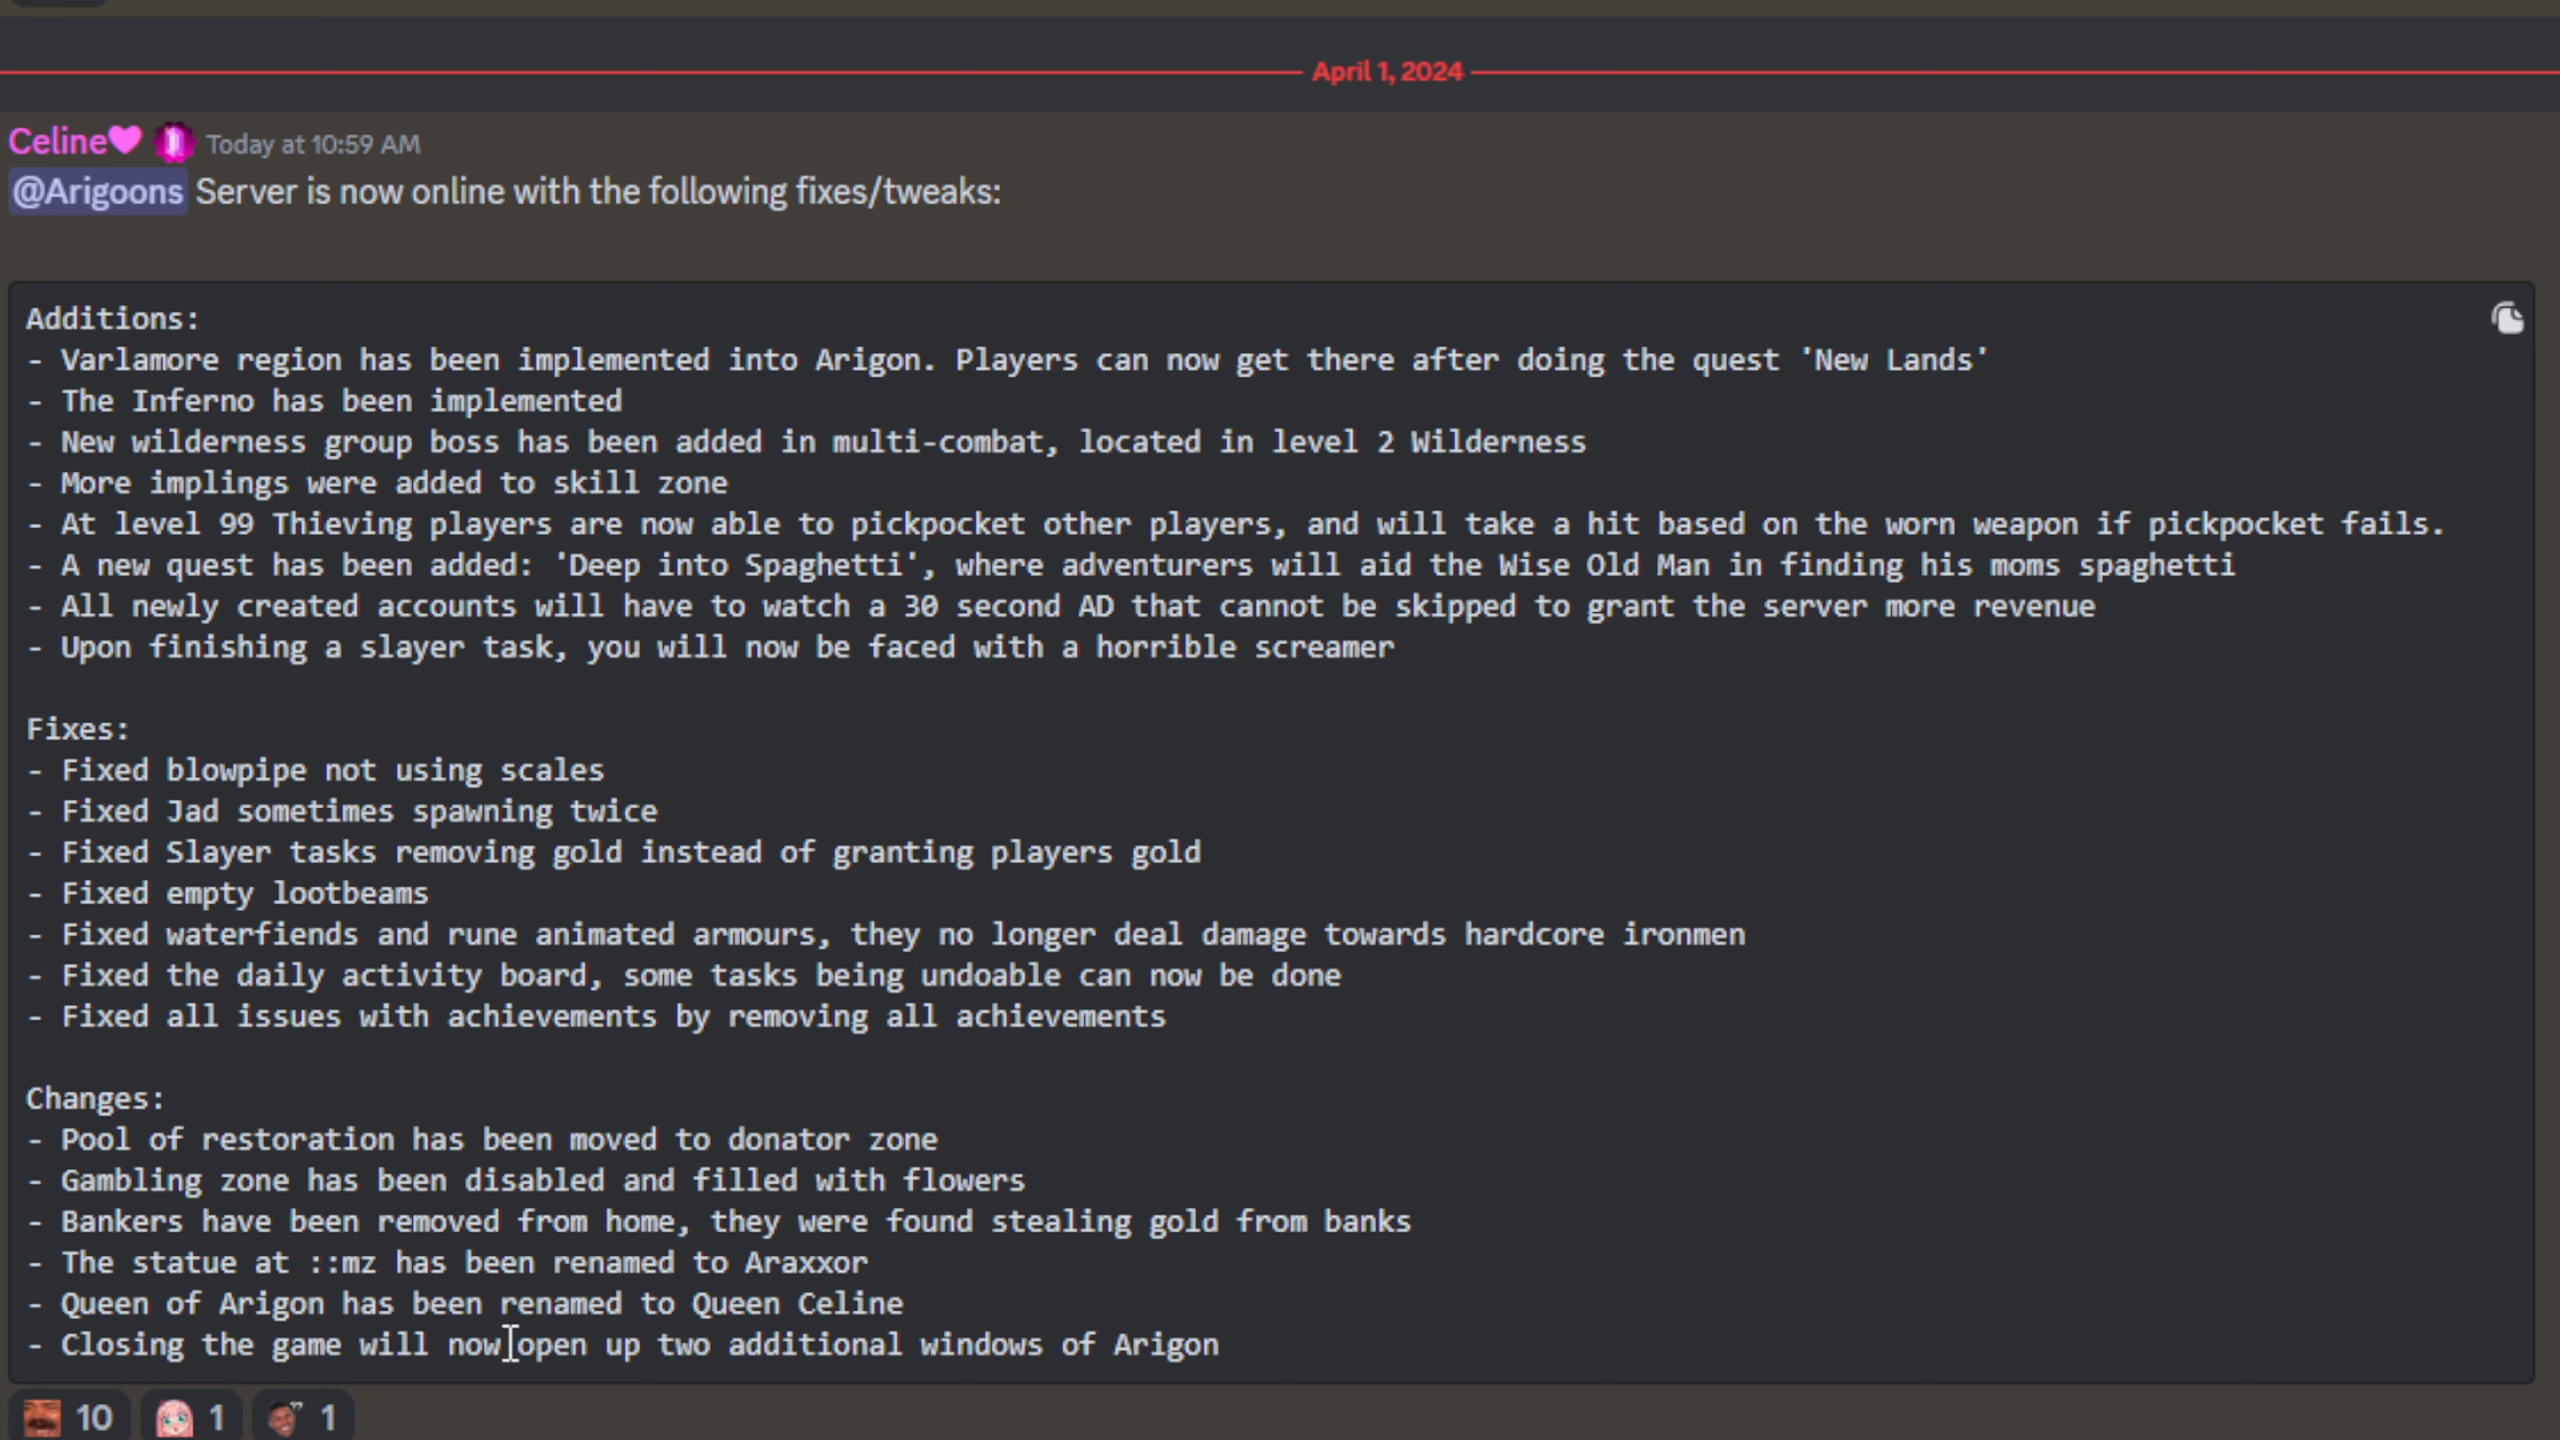 April 1, 2024
Celine Today at 10:59 AM
@Arigoons Server is now online with the following fixes/tweaks:
Additions:
- Varlamore region has been implemented into Arigon. Players can now get there after doing the quest 'New Lands'
- The Inferno has been implemented
- New wilderness group boss has been added in multi-combat, located in level 2 Wilderness
- More implings were added to skill zone
- At level 99 Thieving players are now able to pickpocket other players, and will take a hit based on the worn weapon if pickpocket fails.
- A new quest has been added: 'Deep into Spaghetti', where adventurers will aid the Wise Old Man in finding his moms spaghetti
- All newly created accounts will have to watch a 30 second AD that cannot be skipped to grant the server more revenue
- Upon finishing a slayer task, you will now be faced with a horrible screamer
Fixes:
- Fixed blowpipe not using scales
- Fixed Jad sometimes spawning twice
- Fixed Slayer tasks removing gold instead of granting players gold
- Fixed empty lootbeams
- Fixed waterfiends and rune animated armours, they no longer deal damage towards hardcore ironmen
- Fixed the daily activity board, some tasks being undoable can now be done
- Fixed all issues with achievements by removing all achievements
Changes:
- Pool of restoration has been moved to donator zone
- Gambling zone has been disabled and filled with flowers
- Bankers have been removed from home, they were found stealing gold from banks
- The statue at ::mz has been renamed to Araxxor
- Queen of Arigon has been renamed to Queen Celine
- Closing the game will now open up two additional windows of Arigon
10 1 1